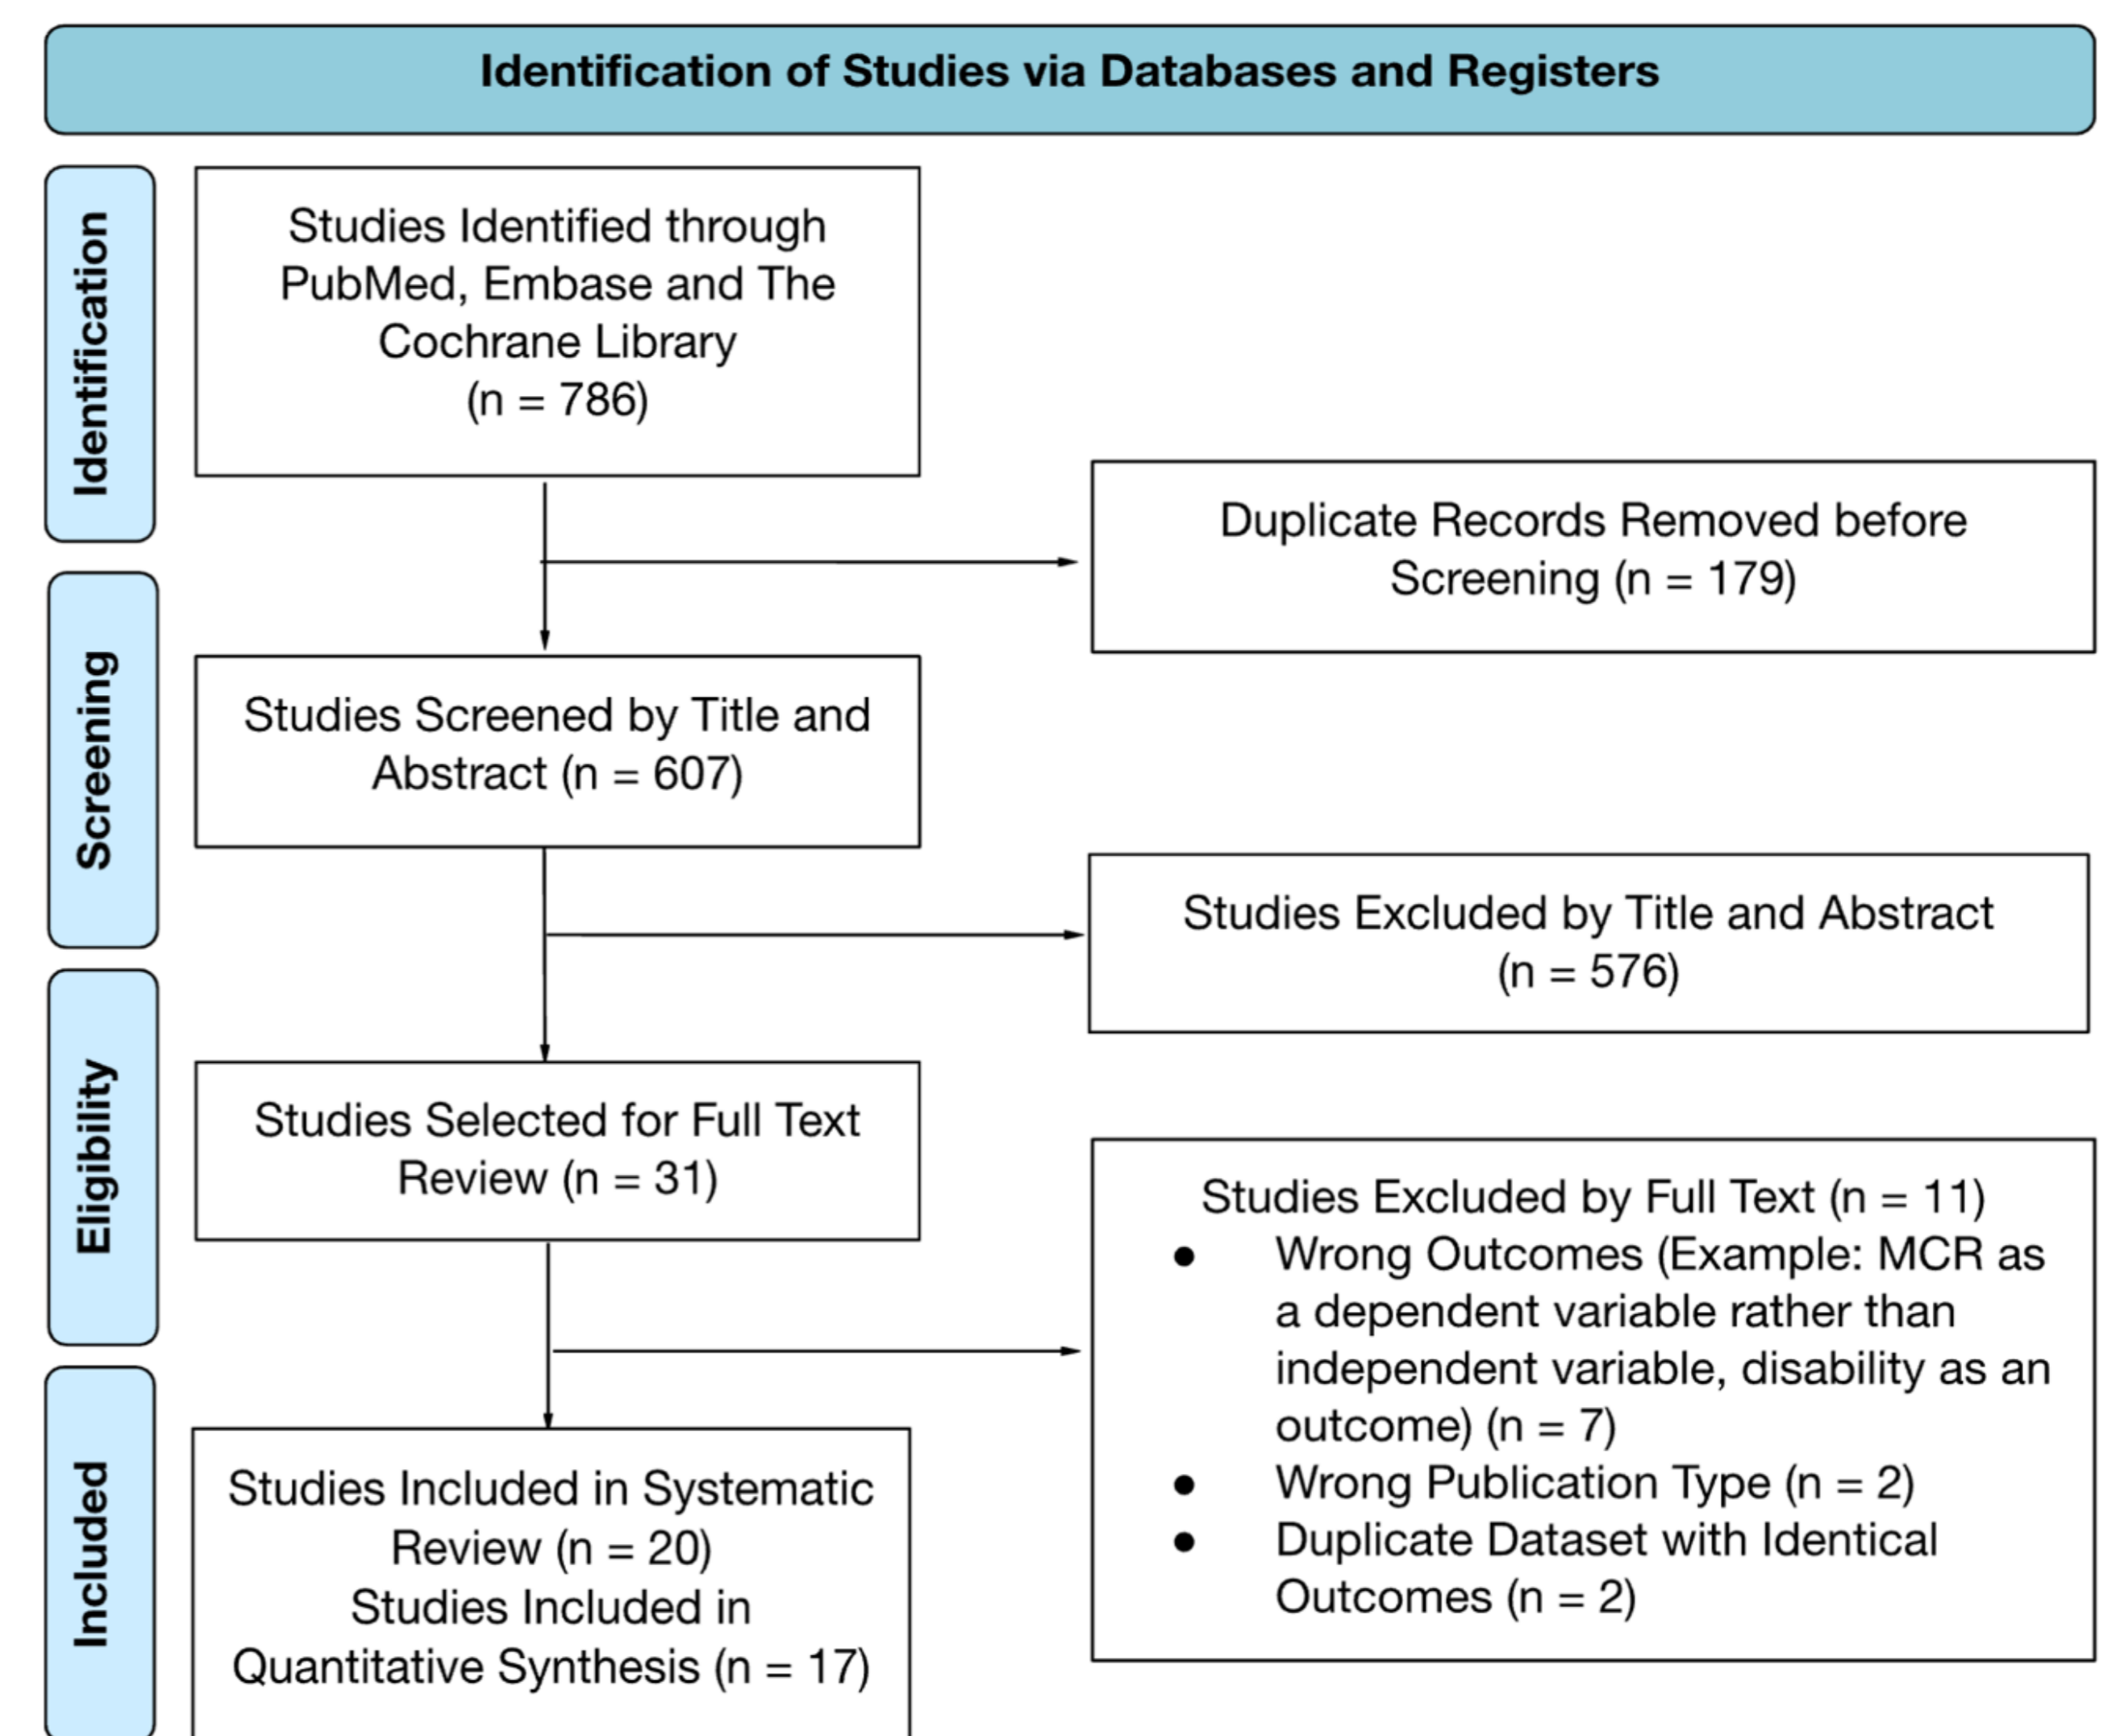 Identification of Studies via Databases and Registers
Identification
Studies Identified through
PubMed, Embase and The
Cochrane Library
(n = 786)
Duplicate Records Removed before
Screening (n = 179)
Screening
Studies Screened by Title and
Abstract (n = 607)
Studies Excluded by Title and Abstract
(n = 576)
Eligibility
Studies Selected for Full Text
Review (n = 31)
Studies Excluded by Full Text (n = 11)
● Wrong Outcomes (Example: MCR as
a dependent variable rather than
independent variable, disability as an
outcome) (n = 7)
● Wrong Publication Type (n = 2)
● Duplicate Dataset with Identical
Outcomes (n = 2)
Included
Studies Included in Systematic
Review (n = 20)
Studies Included in
Quantitative Synthesis (n = 17)